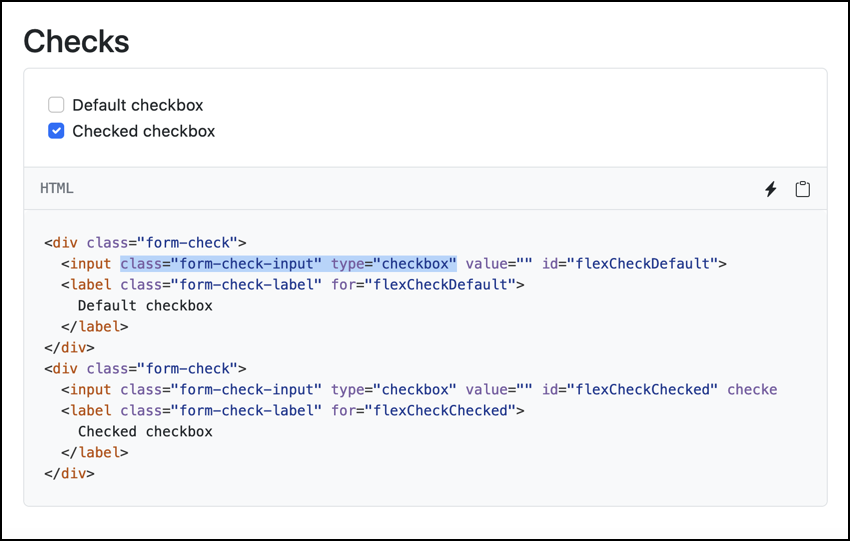 Checks
Default checkbox
Checked checkbox
HTML
<div class="form-check">
  <input class="form-check-input" type="checkbox" value="" id="flexCheckDefault">
  <label class="form-check-label" for="flexCheckDefault">
    Default checkbox
  </label>
</div>
<div class="form-check">
  <input class="form-check-input" type="checkbox" value="" id="flexCheckChecked" checke
  <label class="form-check-label" for="flexCheckChecked">
    Checked checkbox
  </label>
</div>